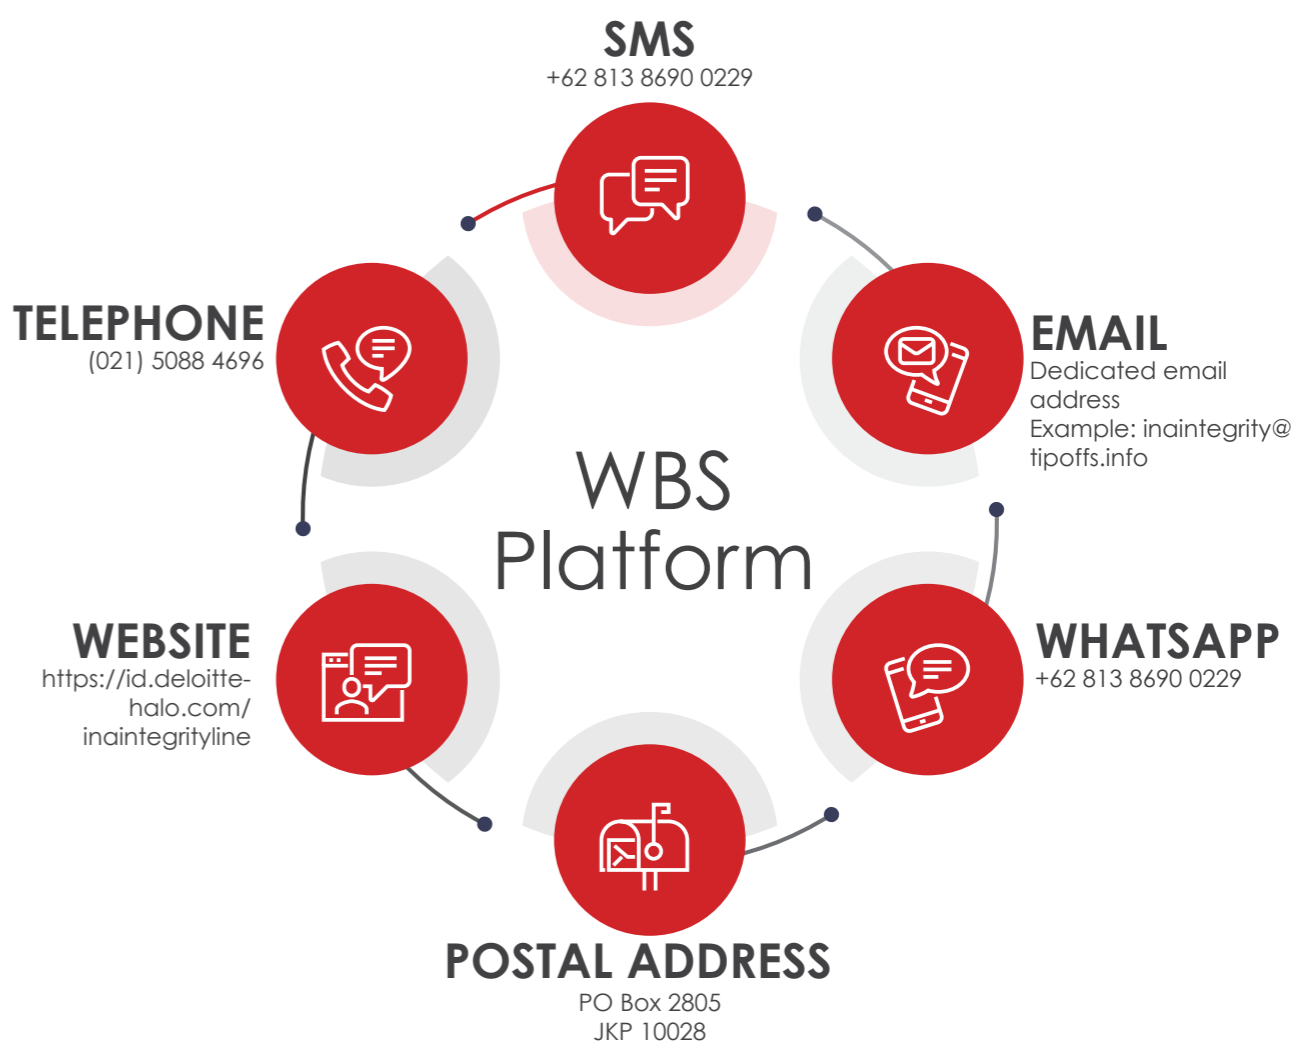 SMS
+62 813 8690 0229
TELEPHONE
(021) 5088 4696
EMAIL
Dedicated email
address
Example: inaintegrity@
tipoffs.info
WBS
Platform
WEBSITE
https://id.deloitte-
halo.com/
inaintegrityline
WHATSAPP
+62 813 8690 0229
POSTAL ADDRESS
PO Box 2805
JKP 10028